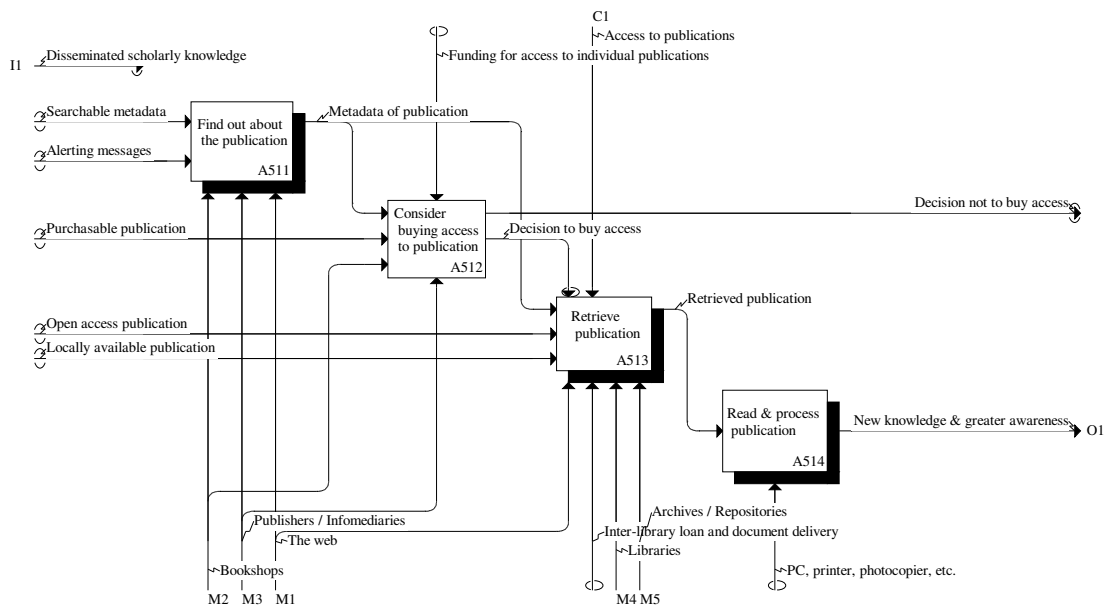 C1
Access to publications
Disseminated scholarly knowledge
Funding for access to individual publications
I1
Searchable metadata
Metadata of publication
Find out about
the publication
A511
Alerting messages
Decision not to buy access
Consider
buying access
to publication
A512
Purchasable publication
Decision to buy access
Retrieved publication
Open access publication
Retrieve
publication
A513
Locally available publication
Read & process
publication
A514
New knowledge & greater awareness
O1
Archives / Repositories
Publishers / Infomediaries
Inter-library loan and document delivery
The web
Libraries
Bookshops
PC, printer, photocopier, etc.
M2
M3
M1
M4
M5